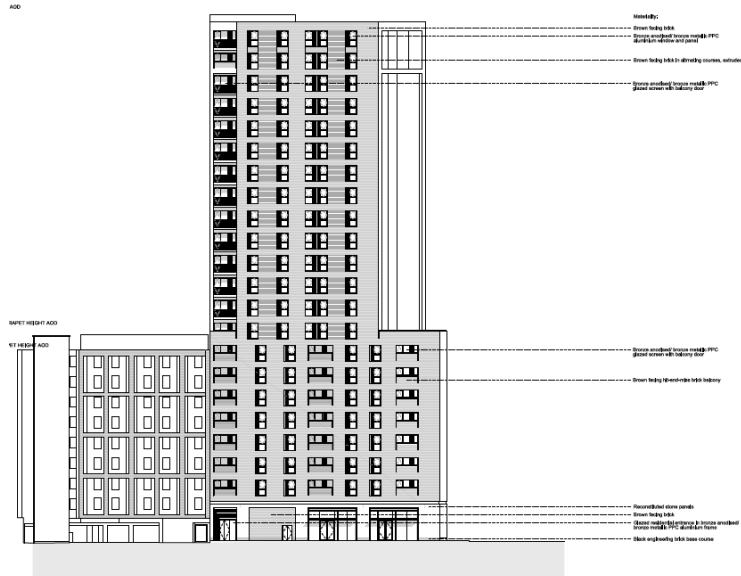 AOD
Materiality:
Brown facing brick
Bronze anodised/ bronze metallic PPC
aluminium window and panel
Brown facing brick in altrnating courses, extruded
Bronze anodised/ bronze metallic PPC
glazed screen with balcony door
RAPET HEIGHT AOD
PET HEIGHT AOD
Bronze anodised/ bronze metallic PPC
glazed screen with balcony door
Brown facing hit-and-miss brick balcony
Reconstituted stone panels
Brown facing brick
Glazed residential entrance in bronze anodised/
bronze metallic PPC aluminium frame
Black engineering brick base course